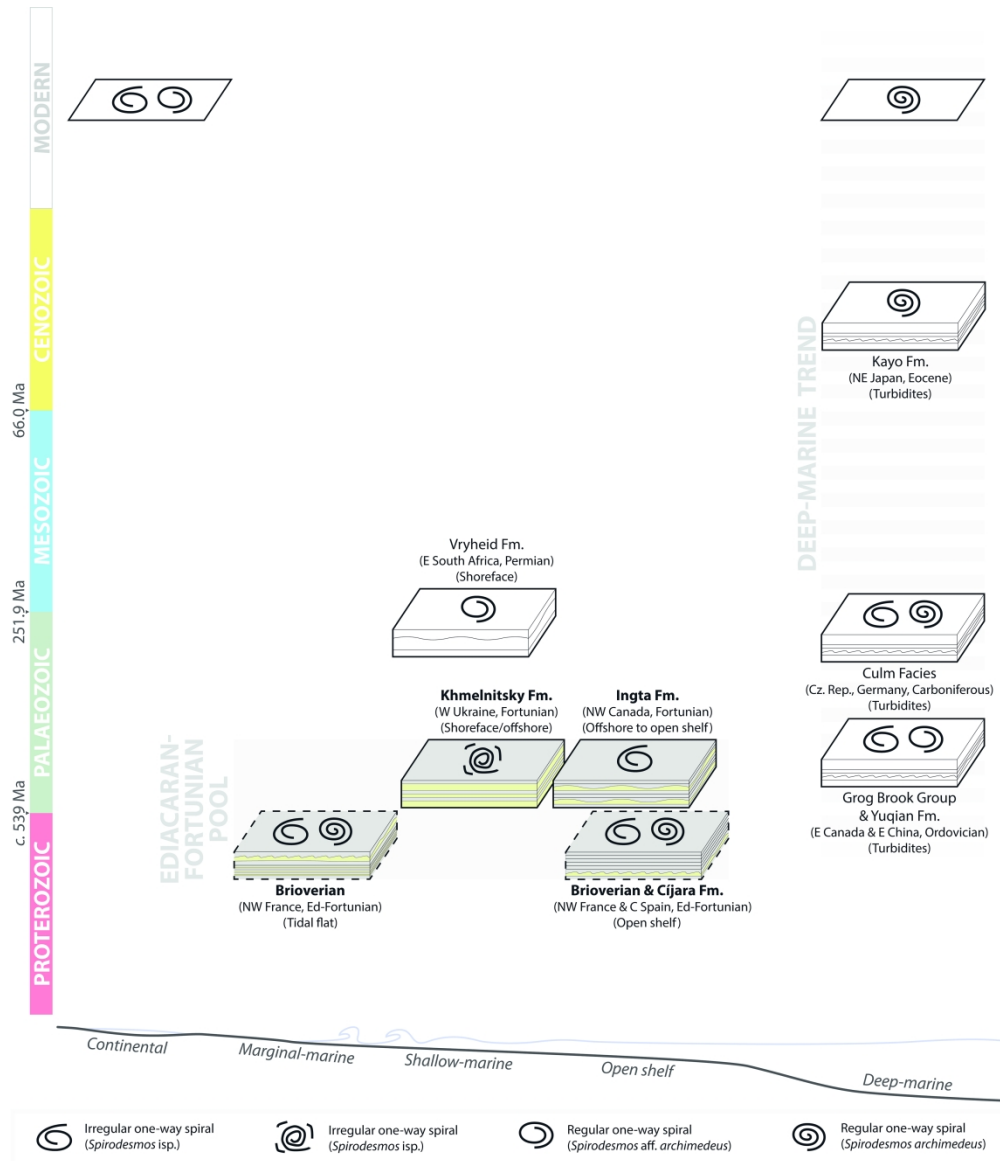 MODERN
CENOZOIC
66.0 Ma
MESOZOIC
251.9 Ma
PALAEOZOIC
c. 539 Ma
PROTEROZOIC
DEEP-MARINE TREND
Kayo Fm.
(NE Japan, Eocene)
(Turbidites)
Vryheid Fm.
(E South Africa, Permian)
(Shoreface)
Culm Facies
(Cz. Rep., Germany, Carboniferous)
(Turbidites)
EDIACARAN-
FORTUNIAN
POOL
Khmelnitsky Fm.
(W Ukraine, Fortunian)
(Shoreface/offshore)
Ingta Fm.
(NW Canada, Fortunian)
(Offshore to open shelf)
Grog Brook Group
& Yuqian Fm.
(E Canada & E China, Ordovician)
(Turbidites)
Brioverian
(NW France, Ed-Fortunian)
(Tidal flat)
Brioverian & Cíjara Fm.
(NW France & C Spain, Ed-Fortunian)
(Open shelf)
Continental
Marginal-marine
Shallow-marine
Open shelf
Deep-marine
Irregular one-way spiral
(Spirodesmos isp.)
Irregular one-way spiral
(Spirodesmos isp.)
Regular one-way spiral
(Spirodesmos aff. archimedeus)
Regular one-way spiral
(Spirodesmos archimedeus)